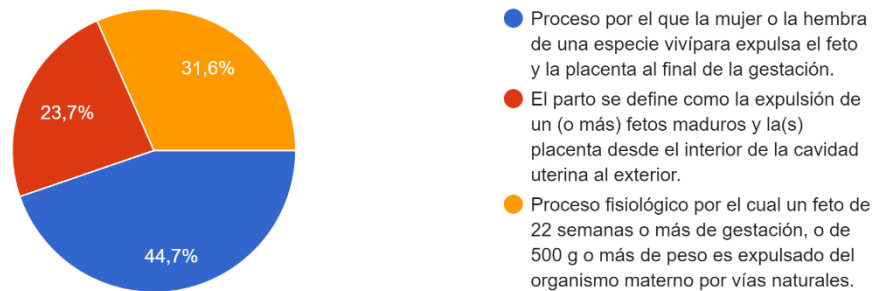 31,6%
23,7%
44,7%
Proceso por el que la mujer o la hembra
de una especie vivípara expulsa el feto
y la placenta al final de la gestación.
El parto se define como la expulsión de
un (o más) fetos maduros y la(s)
placenta desde el interior de la cavidad
uterina al exterior.
Proceso fisiológico por el cual un feto de
22 semanas o más de gestación, o de
500 g o más de peso es expulsado del
organismo materno por vías naturales.